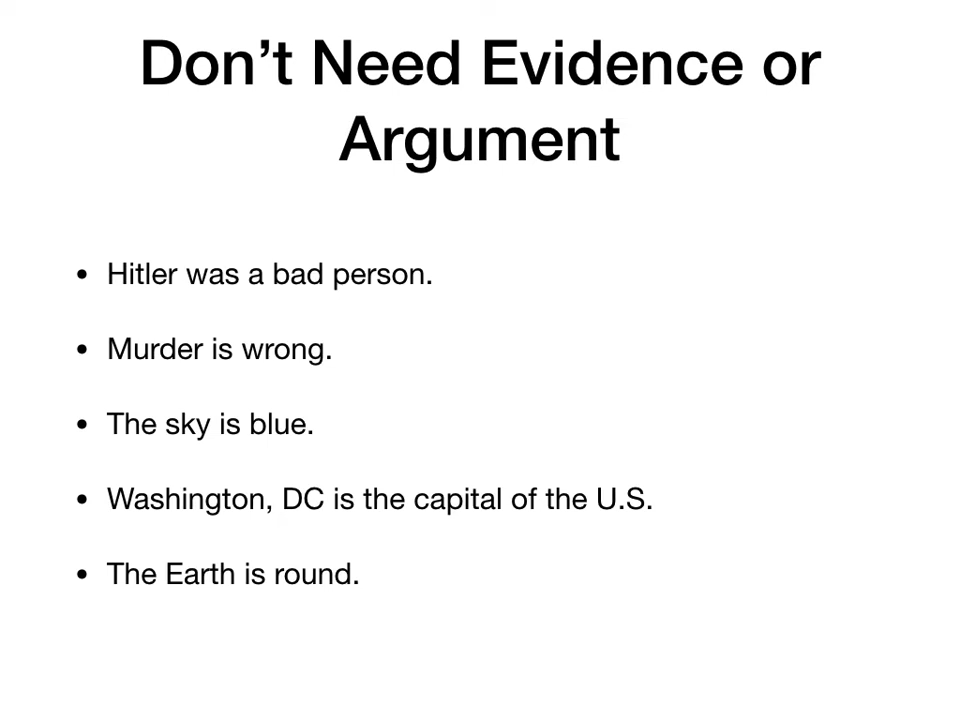 Don’t Need Evidence or
Argument
• Hitler was a bad person.
• Murder is wrong.
• The sky is blue.
• Washington, DC is the capital of the U.S.
• The Earth is round.